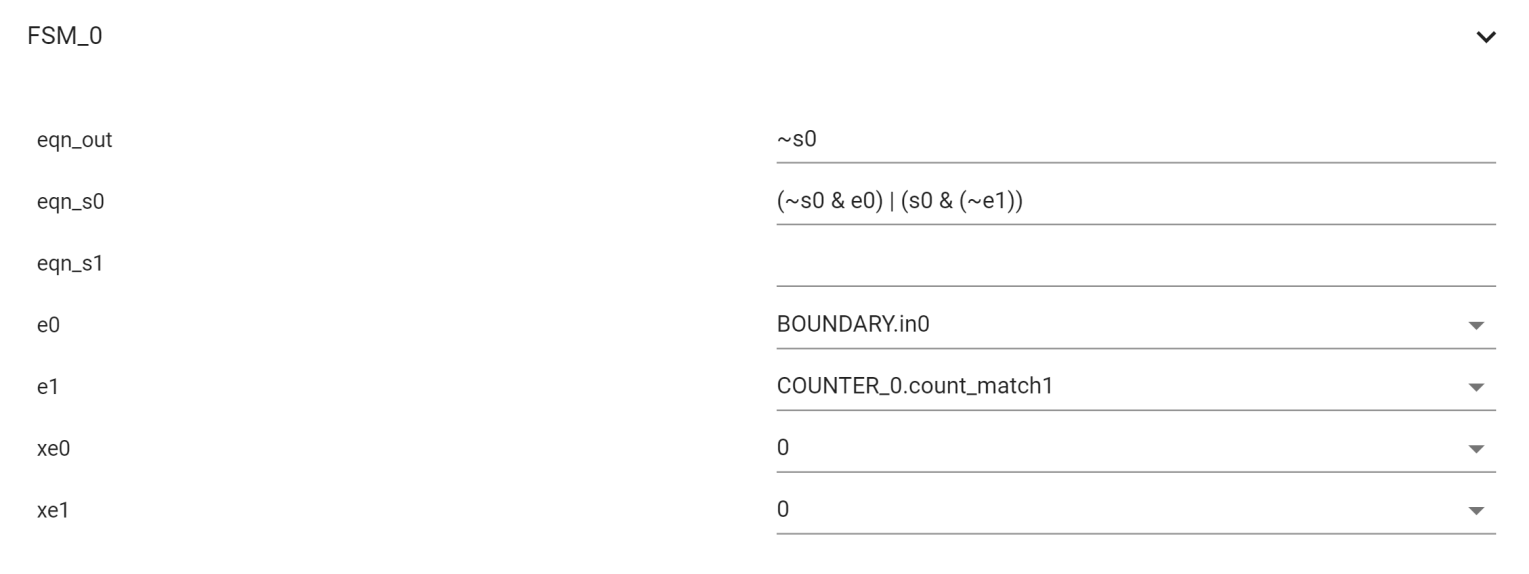 FSM_0
eqn_out ~s0
eqn_s0 (~s0 & e0) | (s0 & (~e1))
eqn_s1
e0 BOUNDARY.in0
e1 COUNTER_0.count_match1
xe0 0
xe1 0